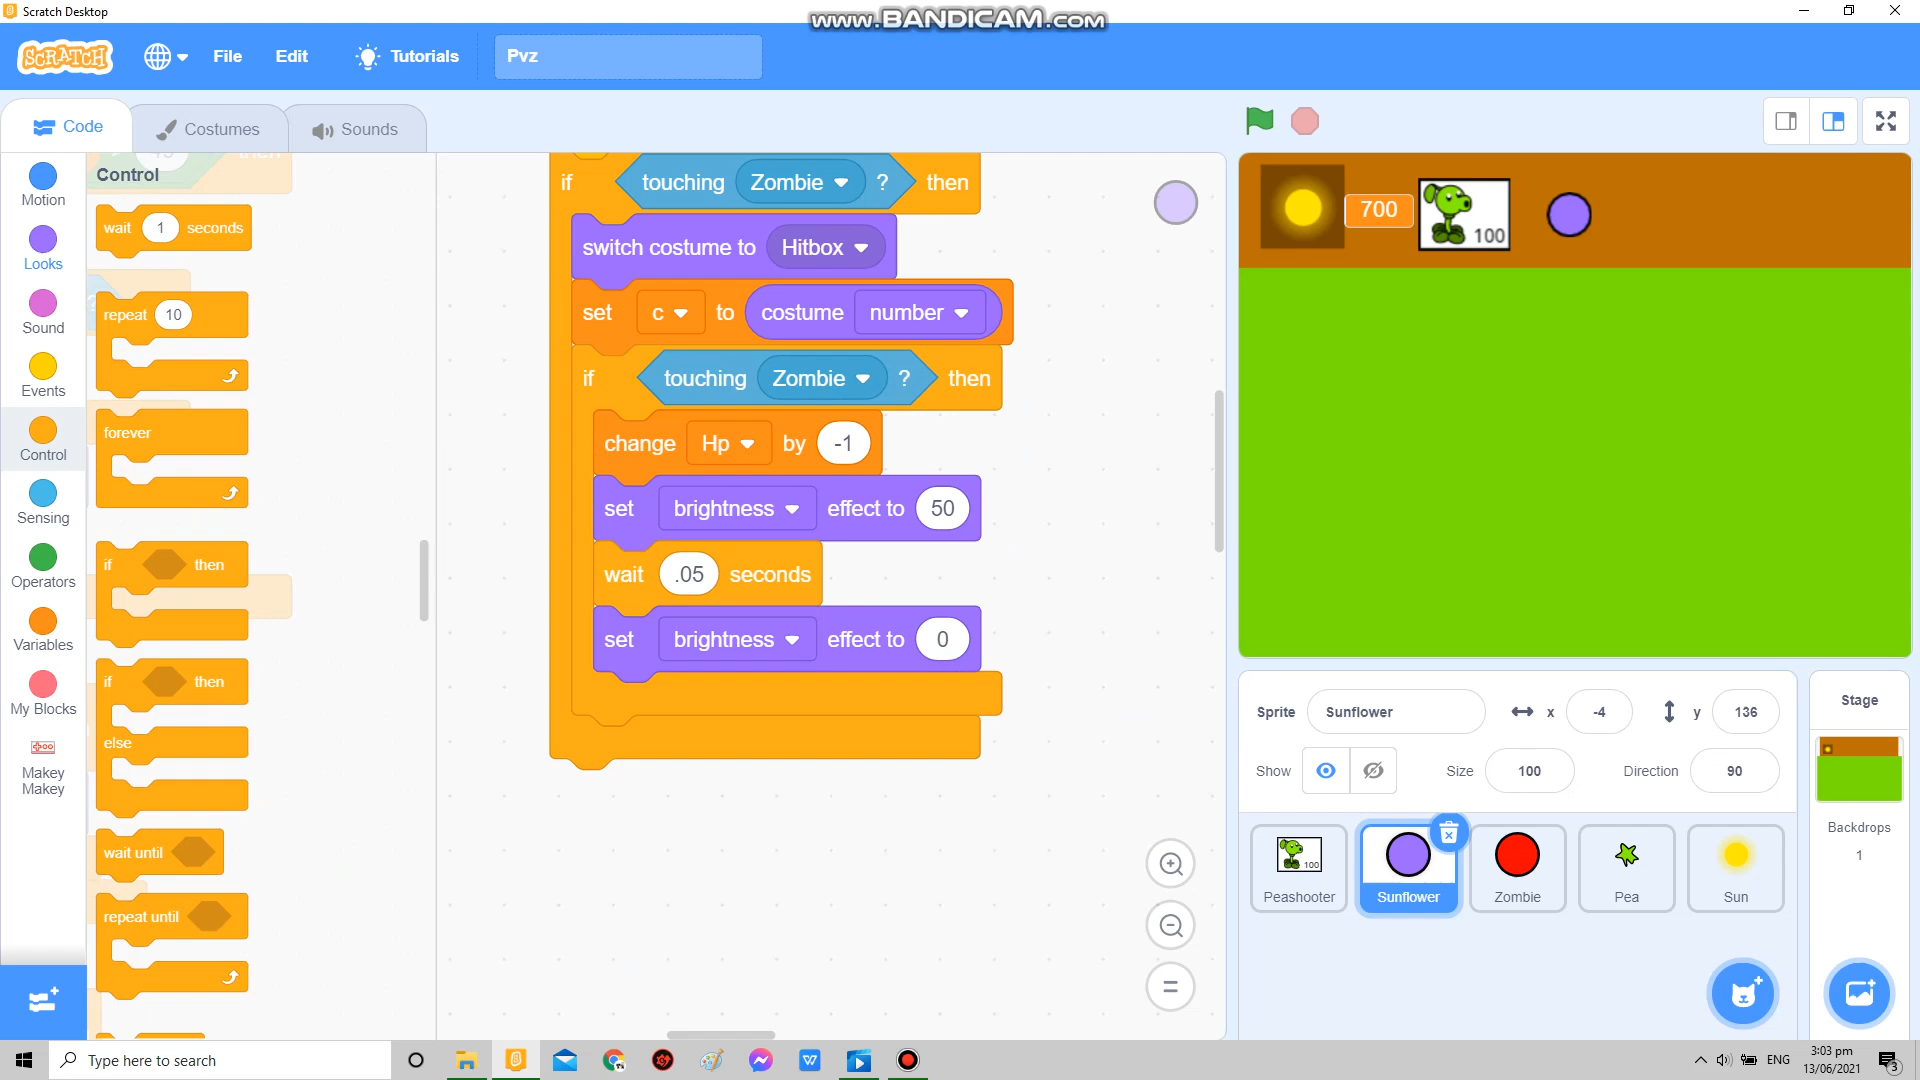 Scratch Desktop
www.BANDICAM.com
SCRATCH
File
Edit
Tutorials
Pvz
Code
Costumes
Sounds
Motion
Looks
Sound
Events
Control
Sensing
Operators
Variables
My Blocks
Makey
Makey
Control
wait 1 seconds
repeat 10
forever
if then
if then
else
wait until
repeat until
if touching Zombie ? then
switch costume to Hitbox
set c to costume number
if touching Zombie ? then
change Hp by -1
set brightness effect to 50
wait .05 seconds
set brightness effect to 0
700
100
Sprite Sunflower x -4 y 136
Show Size 100 Direction 90
100
Peashooter
Sunflower
Zombie
Pea
Sun
Stage
Backdrops
1
Type here to search
ENG
3:03 pm
13/06/2021
3